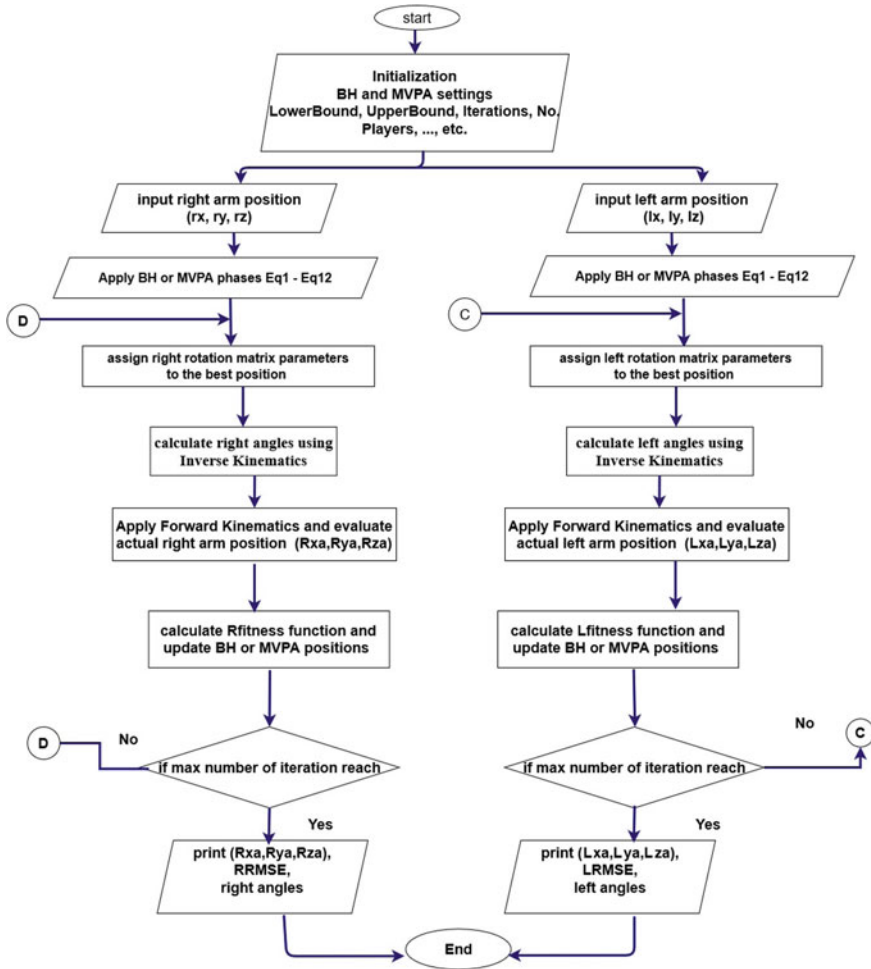 start
Initialization
BH and MVPA settings
LowerBound, UpperBound, Iterations, No.
Players, ..., etc.
input right arm position
(rx, ry, rz)
Apply BH or MVPA phases Eq1 - Eq12
D
assign right rotation matrix parameters
to the best position
calculate right angles using
Inverse Kinematics
Apply Forward Kinematics and evaluate
actual right arm position (Rxa,Rya,Rza)
calculate Rfitness function and
update BH or MVPA positions
D
No
if max number of iteration reach
Yes
print (Rxa,Rya,Rza),
RRMSE,
right angles
input left arm position
(lx, ly, lz)
Apply BH or MVPA phases Eq1 - Eq12
C
assign left rotation matrix parameters
to the best position
calculate left angles using
Inverse Kinematics
Apply Forward Kinematics and evaluate
actual left arm position (Lxa,Lya,Lza)
calculate Lfitness function and
update BH or MVPA positions
No
C
if max number of iteration reach
Yes
print (Lxa,Lya,Lza),
LRMSE,
left angles
End